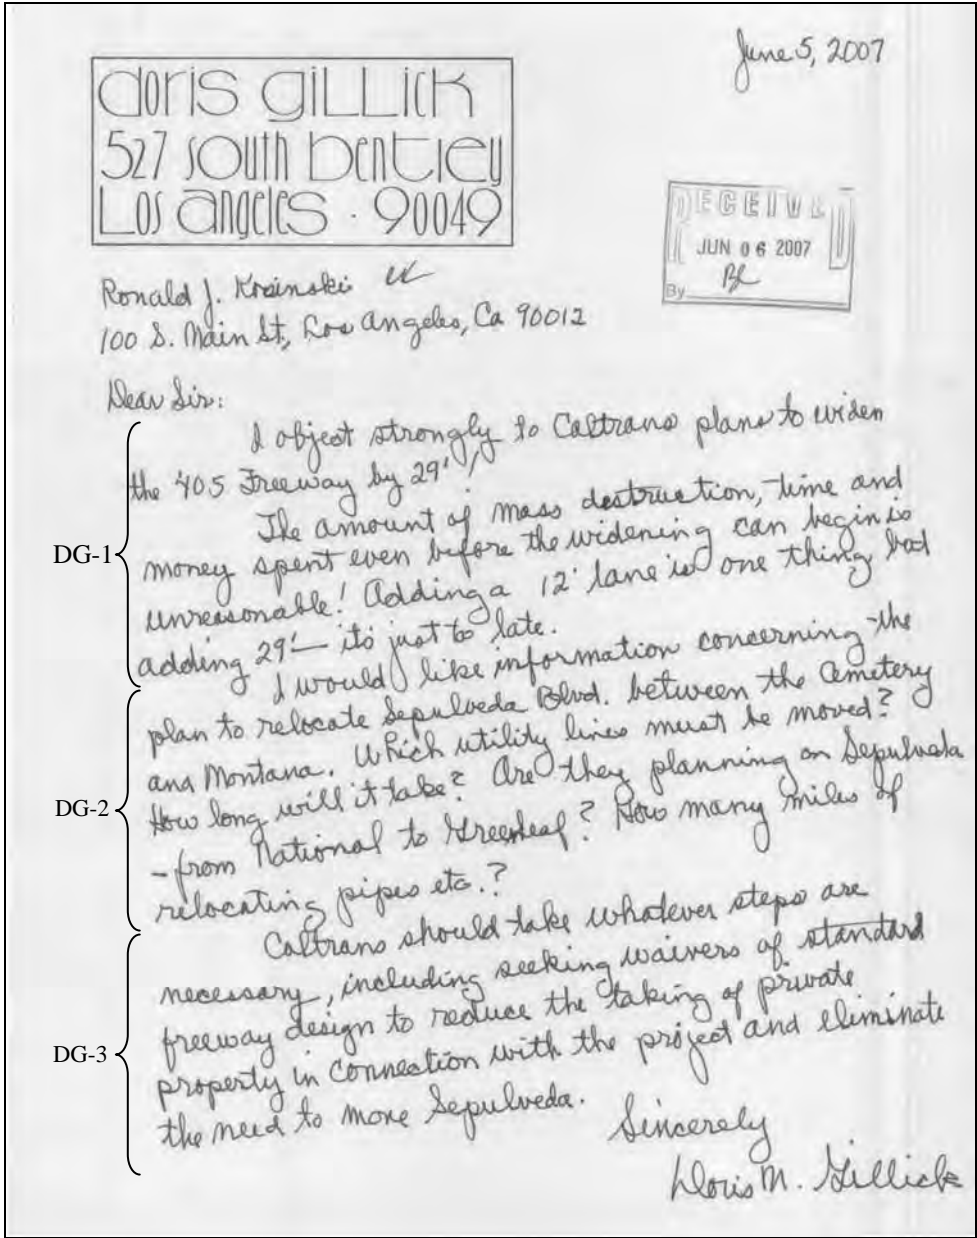 June 5, 2007
doris gillick
527 south bentley
Los Angeles · 90049
RECEIVED
JUN 06 2007
By
Ronald J. Kosinski
100 S. Main St, Los Angeles, Ca 90012
Dear Sir:
I object strongly to Caltrans plans to widen
the 405 Freeway by 29'!
DG-1
The amount of mass destruction, time and
money spent even before the widening can begin is
unreasonable! Adding a 12' lane is one thing but
adding 29' — its just to late.
I would like information concerning the
plan to relocate Sepulveda Blvd. between the Cemetery
and Montana. Which utility lines must be moved?
DG-2
How long will it take? Are they planning on Sepulveda
- from National to Greenleaf? How many miles of
relocating pipes etc.?
Caltrans should take whatever steps are
necessary, including seeking waivers of standard
freeway design to reduce the taking of private
DG-3
property in connection with the project and eliminate
the need to move Sepulveda.
Sincerely
Doris M. Gillick